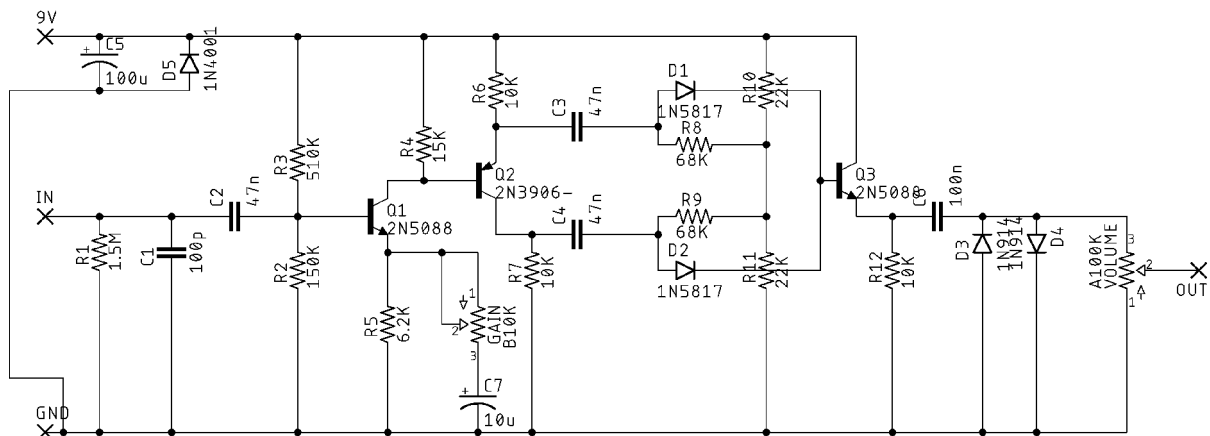 9V
C5
100u
D5
1N4001
R3
510K
R4
15K
R6
10K
C3
47n
D1
1N5817
R8
68K
R10
22K
IN
R1
1.5M
C1
100p
C2
47n
R2
150K
Q1
2N5088
R5
6.2K
1
2
3
GAIN
B10K
C7
10u
Q2
2N3906-
R7
10K
C4
47n
R9
68K
D2
1N5817
R11
22K
Q3
2N5088
C6
100n
R12
10K
D3
1N914
1N914
D4
A100K
VOLUME
3
2
1
OUT
GND